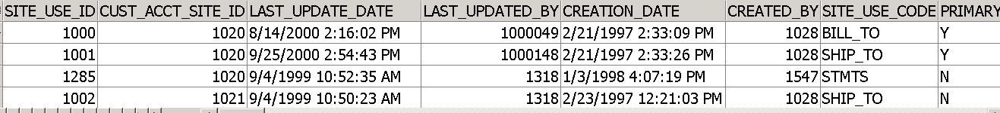 SITE_USE_ID CUST_ACCT_SITE_ID LAST_UPDATE_DATE LAST_UPDATED_BY CREATION_DATE CREATED_BY SITE_USE_CODE PRIMARY
1000 1020 8/14/2000 2:16:02 PM 1000049 2/21/1997 2:33:09 PM 1028 BILL_TO Y
1001 1020 9/25/2000 2:54:43 PM 1000148 2/21/1997 2:33:26 PM 1028 SHIP_TO Y
1285 1020 9/4/1999 10:52:35 AM 1318 1/3/1998 4:07:19 PM 1547 STMTS N
1002 1021 9/4/1999 10:50:23 AM 1318 2/23/1997 12:21:03 PM 1028 SHIP_TO N